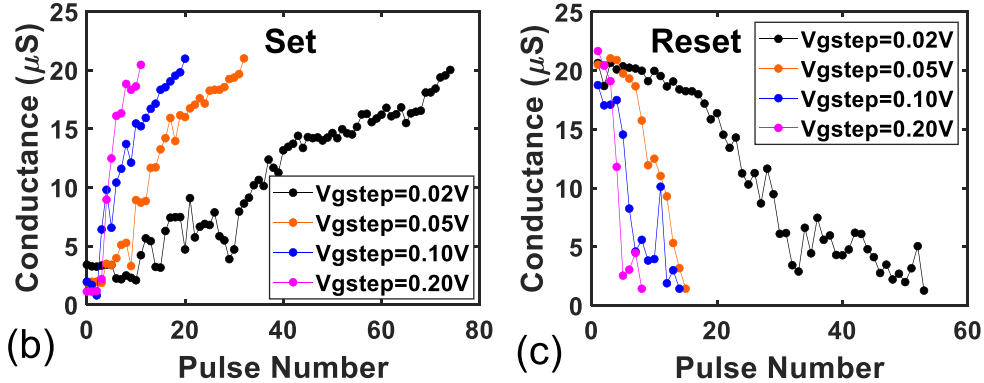 (b)
Conductance (μS)
25
20
15
10
5
0
Set
Vgstep=0.02V
Vgstep=0.05V
Vgstep=0.10V
Vgstep=0.20V
0 20 40 60 80
Pulse Number
(c)
Conductance (μS)
25
20
15
10
5
0
Reset
Vgstep=0.02V
Vgstep=0.05V
Vgstep=0.10V
Vgstep=0.20V
0 20 40 60
Pulse Number